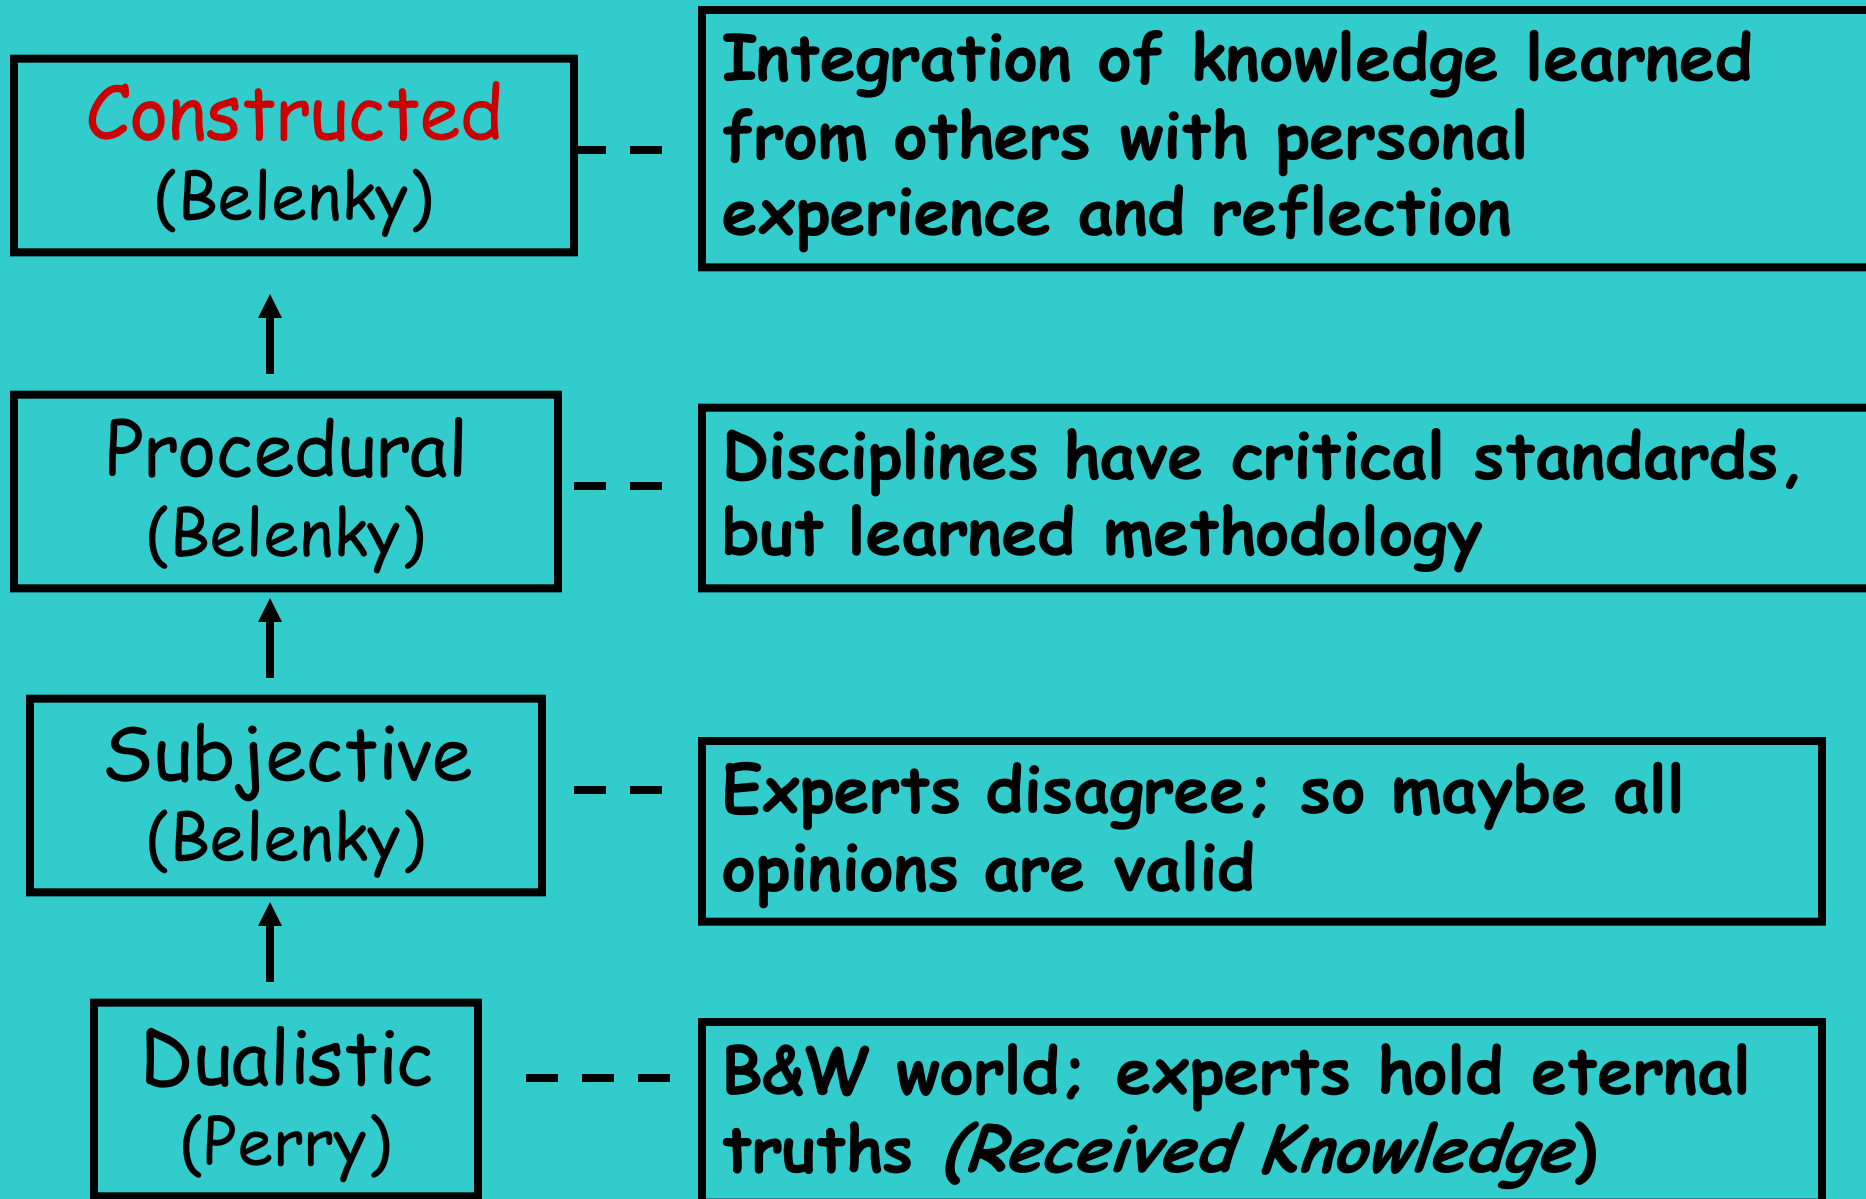 Constructed
(Belenky)
Integration of knowledge learned
from others with personal
experience and reflection
Procedural
(Belenky)
Disciplines have critical standards,
but learned methodology
Subjective
(Belenky)
Experts disagree; so maybe all
opinions are valid
Dualistic
(Perry)
B&W world; experts hold eternal
truths (Received Knowledge)